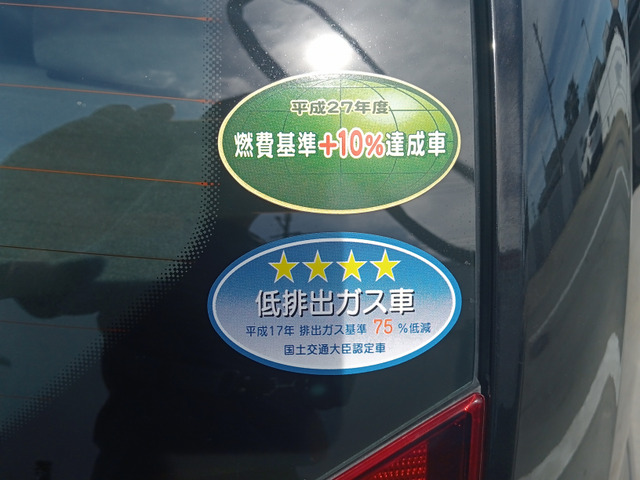 平成27年度
燃費基準+10%達成車
★★★★
低排出ガス車
平成17年 排出ガス基準 75 %低減
国土交通大臣認定車